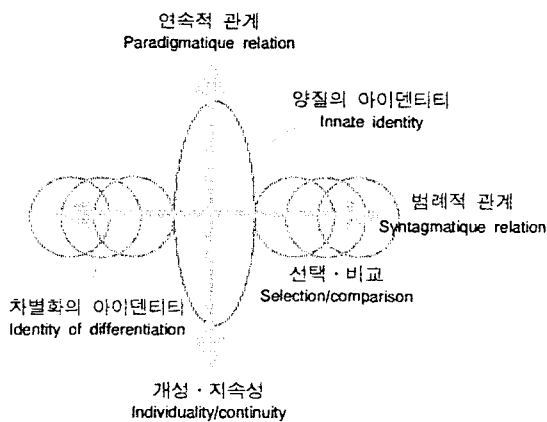 연속적 관계
Paradigmatique relation
양질의 아이덴티티
Innate identity
범례적 관계
Syntagmatique relation
선택·비교
Selection/comparison
차별화의 아이덴티티
Identity of differentiation
개성·지속성
Individuality/continuity